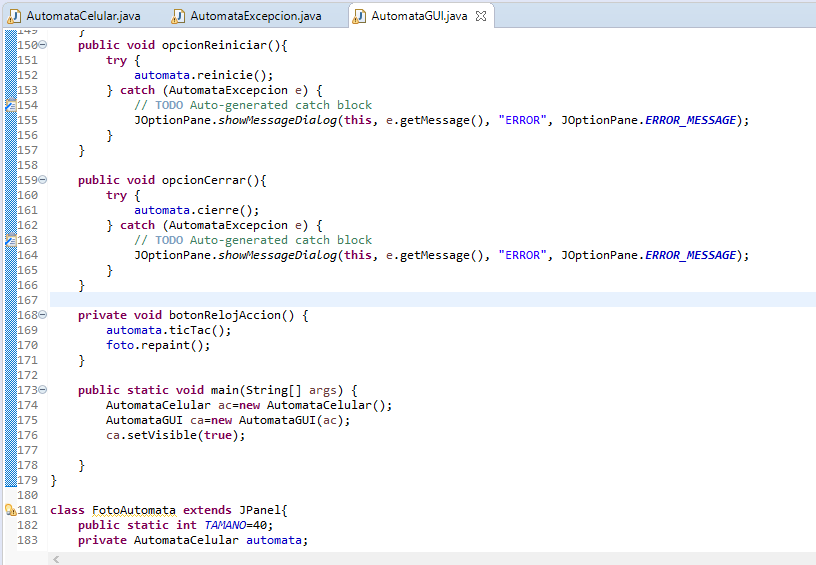 AutomataCelular.java AutomataExcepcion.java AutomataGUI.java
149 }
150 public void opcionReiniciar(){
151 try {
152 automata.reinicie();
153 } catch (AutomataExcepcion e) {
154 // TODO Auto-generated catch block
155 JOptionPane.showMessageDialog(this, e.getMessage(), "ERROR", JOptionPane.ERROR_MESSAGE);
156 }
157 }
158
159 public void opcionCerrar(){
160 try {
161 automata.cierre();
162 } catch (AutomataExcepcion e) {
163 // TODO Auto-generated catch block
164 JOptionPane.showMessageDialog(this, e.getMessage(), "ERROR", JOptionPane.ERROR_MESSAGE);
165 }
166 }
167
168 private void botonRelojAccion() {
169 automata.ticTac();
170 foto.repaint();
171 }
172
173 public static void main(String[] args) {
174 AutomataCelular ac=new AutomataCelular();
175 AutomataGUI ca=new AutomataGUI(ac);
176 ca.setVisible(true);
177
178 }
179 }
180
181 class FotoAutomata extends JPanel{
182 public static int TAMANO=40;
183 private AutomataCelular automata;